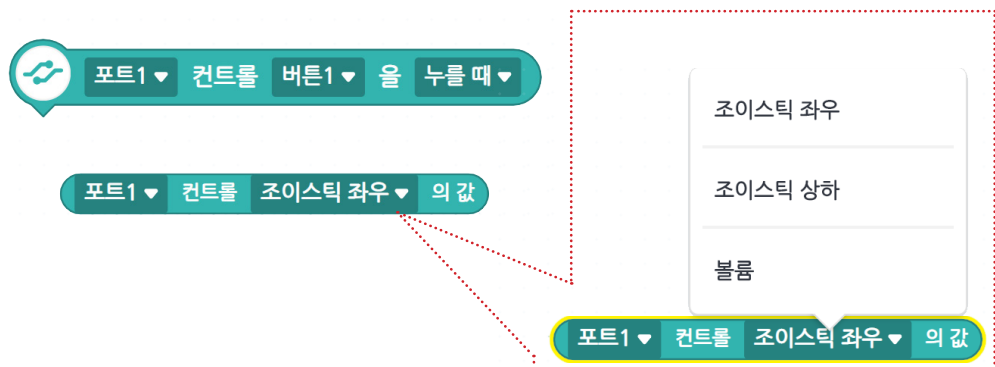 포트1 컨트롤 버튼1 을 누를 때
포트1 컨트롤 조이스틱 좌우 의 값
조이스틱 좌우
조이스틱 상하
볼륨
포트1 컨트롤 조이스틱 좌우 의 값